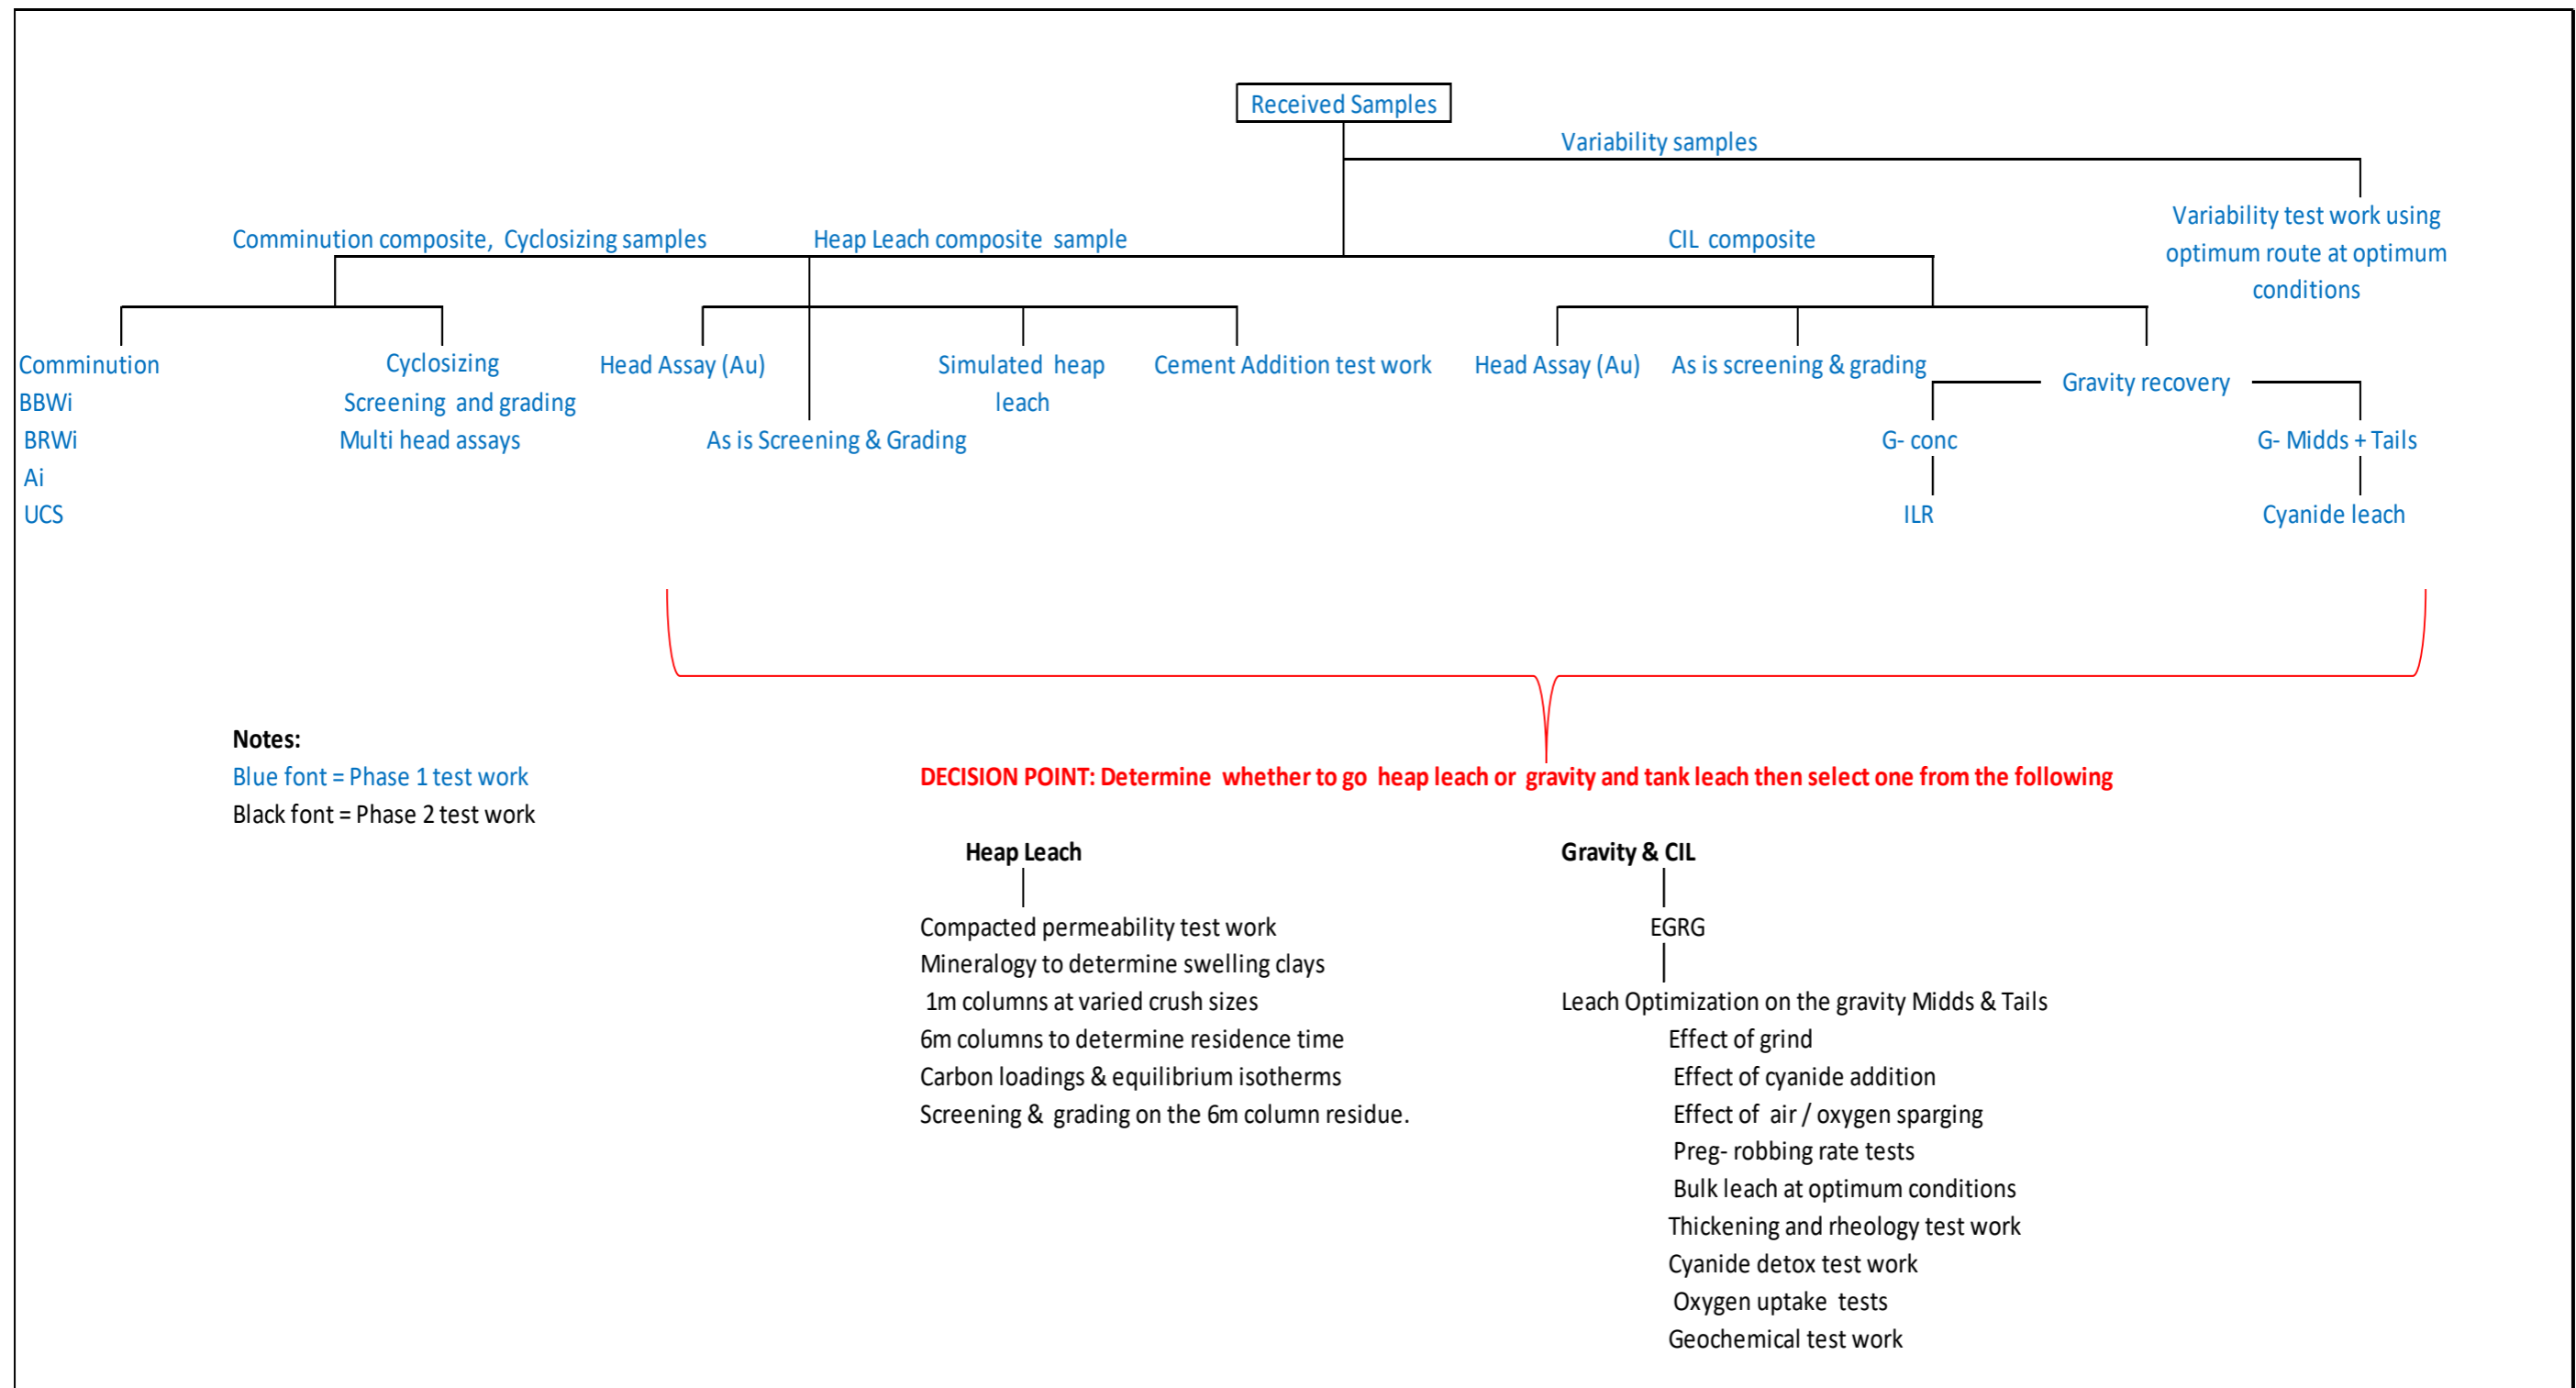 Received Samples
Variability samples
Variability test work using
optimum route at optimum
conditions
Comminution composite, Cyclosizing samples
Heap Leach composite sample
CIL composite
Comminution
BBWi
BRWi
Ai
UCS
Cyclosizing
Screening and grading
Multi head assays
Head Assay (Au)
As is Screening & Grading
Simulated heap
leach
Cement Addition test work
Head Assay (Au)
As is screening & grading
Gravity recovery
G- conc
ILR
G- Midds + Tails
Cyanide leach
Notes:
Blue font = Phase 1 test work
Black font = Phase 2 test work
DECISION POINT: Determine whether to go heap leach or gravity and tank leach then select one from the following
Heap Leach
Compacted permeability test work
Mineralogy to determine swelling clays
1m columns at varied crush sizes
6m columns to determine residence time
Carbon loadings & equilibrium isotherms
Screening & grading on the 6m column residue.
Gravity & CIL
EGRG
Leach Optimization on the gravity Midds & Tails
Effect of grind
Effect of cyanide addition
Effect of air / oxygen sparging
Preg- robbing rate tests
Bulk leach at optimum conditions
Thickening and rheology test work
Cyanide detox test work
Oxygen uptake tests
Geochemical test work